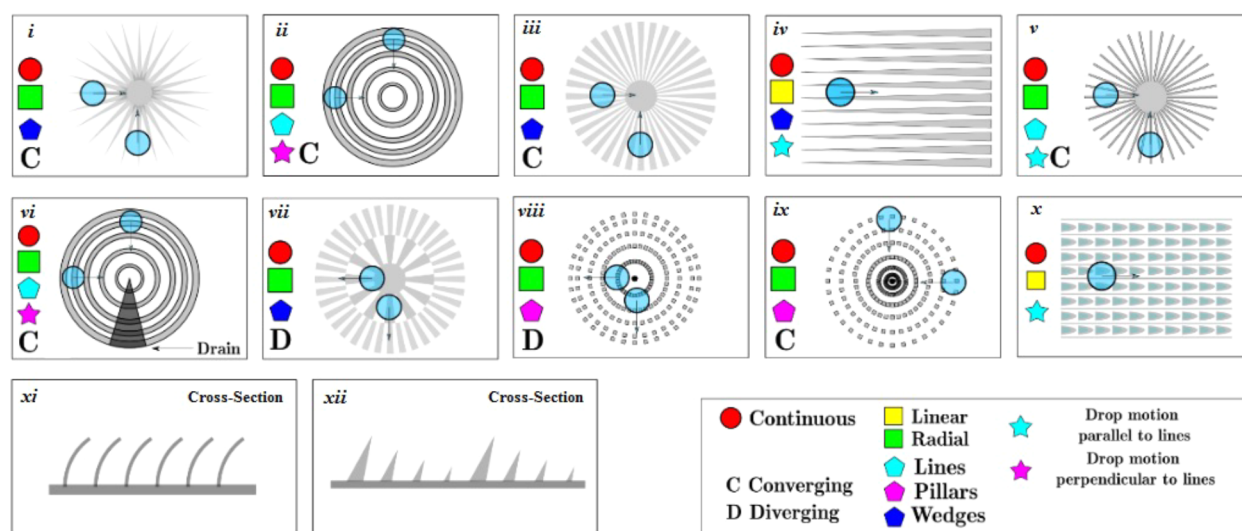 i
C
ii
C
iii
C
iv
v
C
vi
C
Drain
vii
D
viii
D
ix
C
x
xi Cross-Section
xii Cross-Section
Continuous
C Converging
D Diverging
Linear
Radial
Lines
Pillars
Wedges
Drop motion
parallel to lines
Drop motion
perpendicular to lines